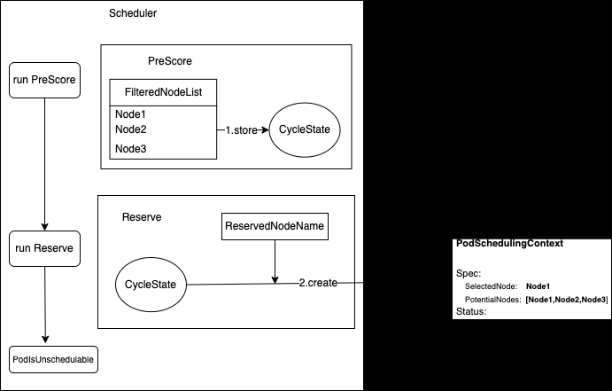 Scheduler
PreScore
run PreScore
FilteredNodeList
Node1
Node2
Node3
1.store
CycleState
Reserve
ReservedNodeName
run Reserve
CycleState
2.create
PodSchedulingContext
Spec:
SelectedNode: Node1
PotentialNodes: [Node1,Node2,Node3]
Status:
PodIsUnschedulable